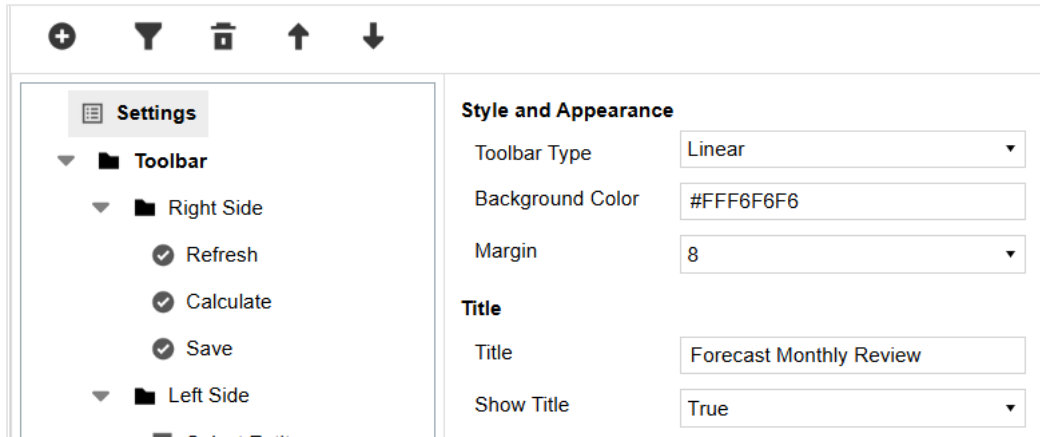 Settings
Toolbar
Right Side
Refresh
Calculate
Save
Left Side
Style and Appearance
Toolbar Type Linear
Background Color #FFF6F6F6
Margin 8
Title
Title Forecast Monthly Review
Show Title True